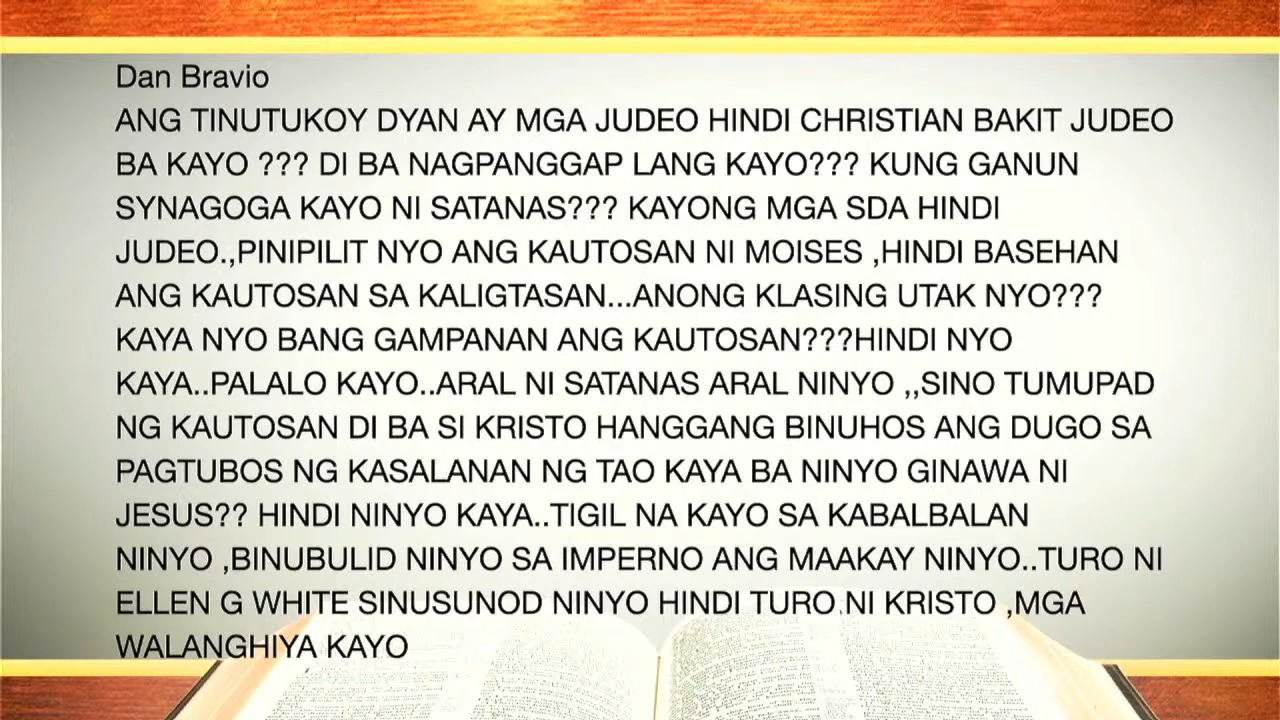 Dan Bravio
ANG TINUTUKOY DYAN AY MGA JUDEO HINDI CHRISTIAN BAKIT JUDEO
BA KAYO ??? DI BA NAGPANGGAP LANG KAYO??? KUNG GANUN
SYNAGOGA KAYO NI SATANAS??? KAYONG MGA SDA HINDI
JUDEO.,PINIPILIT NYO ANG KAUTOSAN NI MOISES ,HINDI BASEHAN
ANG KAUTOSAN SA KALIGTASAN...ANONG KLASING UTAK NYO???
KAYA NYO BANG GAMPANAN ANG KAUTOSAN???HINDI NYO
KAYA..PALALO KAYO..ARAL NI SATANAS ARAL NINYO ,,SINO TUMUPAD
NG KAUTOSAN DI BA SI KRISTO HANGGANG BINUHOS ANG DUGO SA
PAGTUBOS NG KASALANAN NG TAO KAYA BA NINYO GINAWA NI
JESUS?? HINDI NINYO KAYA..TIGIL NA KAYO SA KABALBALAN
NINYO ,BINUBULID NINYO SA IMPERNO ANG MAAKAY NINYO..TURO NI
ELLEN G WHITE SINUSUNOD NINYO HINDI TURO NI KRISTO ,MGA
WALANGHIYA KAYO